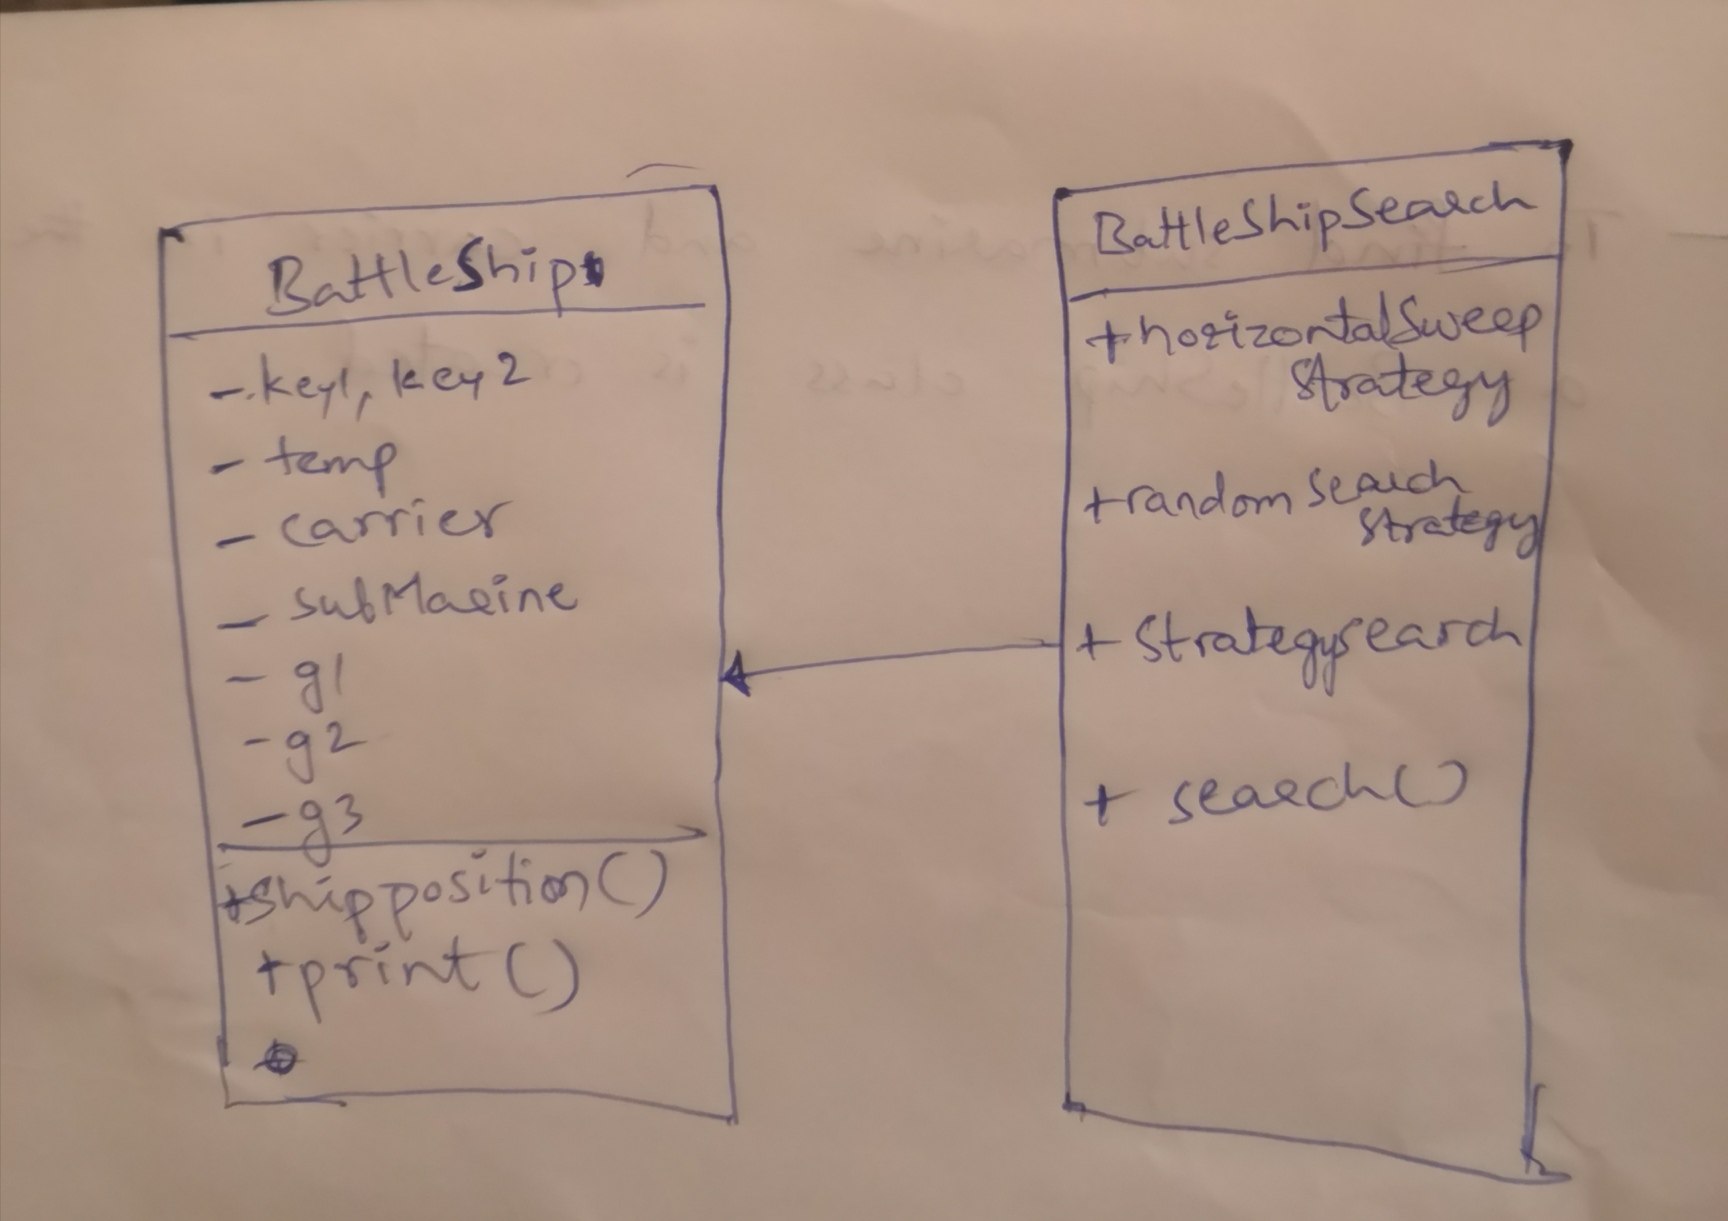 BattleShip
- key1, key2
- temp
- carrier
- subMarine
- g1
- g2
- g3
+shipposition()
+print()
BattleShipSearch
+horizontalSweep
Strategy
+random Search
Strategy
+ Strategysearch
+ search()